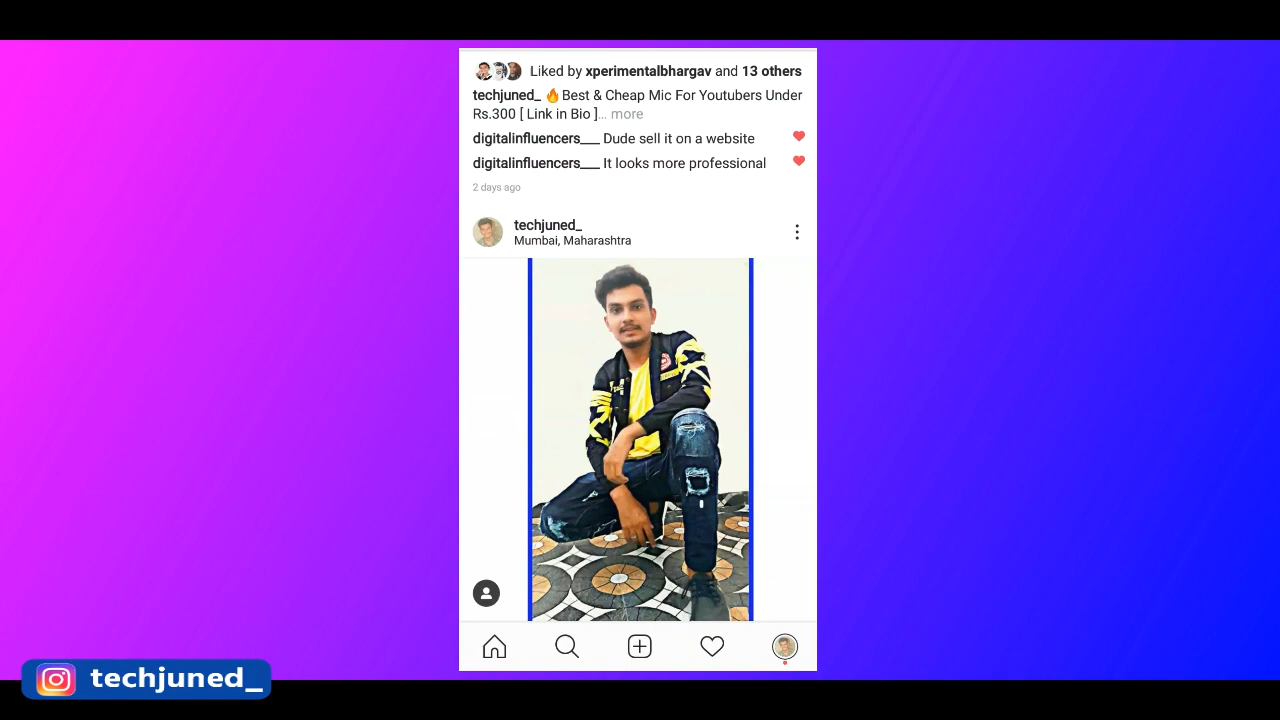 Liked by xperimentalbhargav and 13 others
techjuned_ 🔥Best & Cheap Mic For Youtubers Under
Rs.300 [ Link in Bio ]... more
digitalinfluencers___ Dude sell it on a website
digitalinfluencers___ It looks more professional
2 days ago
techjuned_
Mumbai, Maharashtra
techjuned_